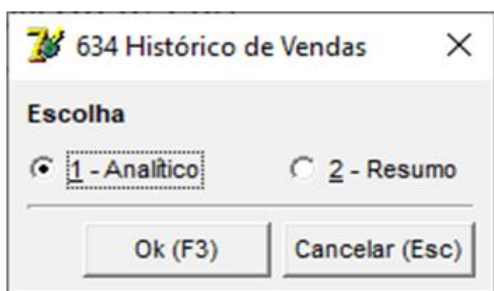 634 Histórico de Vendas
Escolha
1 - Analítico 2 - Resumo
Ok (F3) Cancelar (Esc)